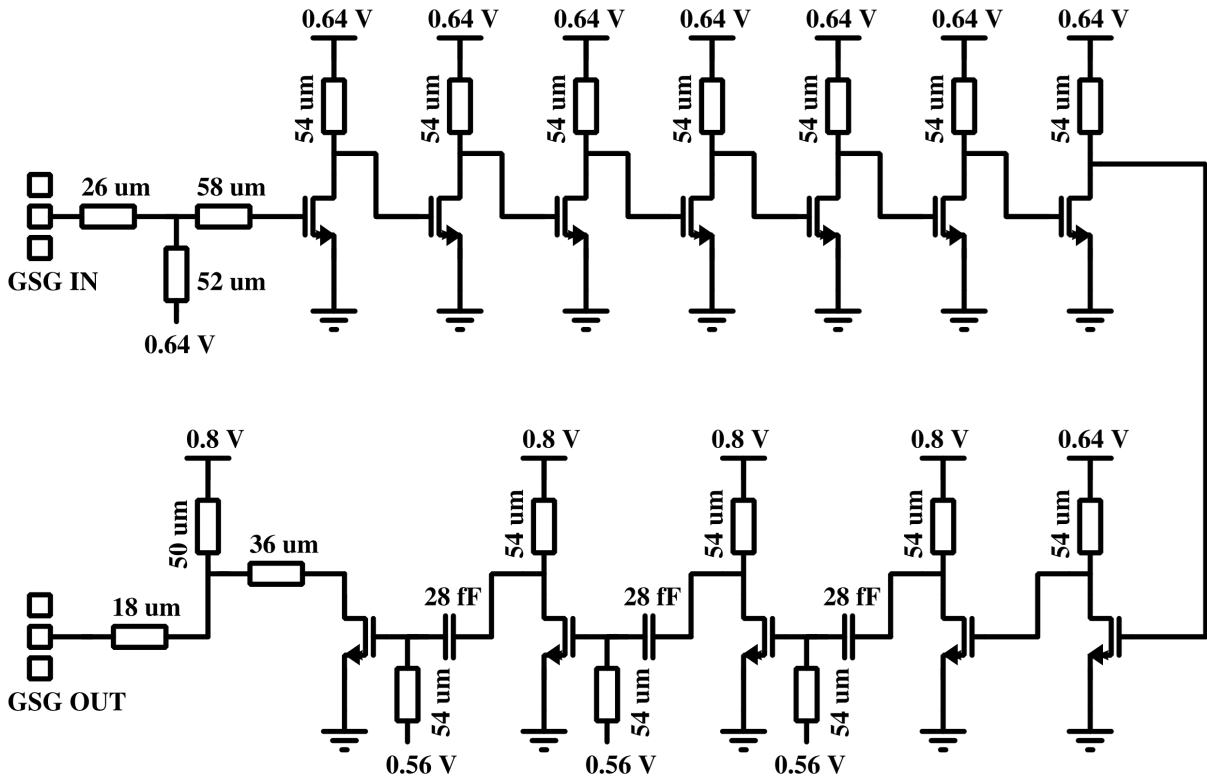 0.64 V 0.64 V 0.64 V 0.64 V 0.64 V 0.64 V 0.64 V
54 um 54 um 54 um 54 um 54 um 54 um 54 um
26 um 58 um
GSG IN
52 um
0.64 V
0.8 V 0.8 V 0.8 V 0.8 V 0.64 V
50 um 54 um 54 um 54 um 54 um
36 um
18 um 28 fF 28 fF 28 fF
GSG OUT
54 um 54 um 54 um
0.56 V 0.56 V 0.56 V